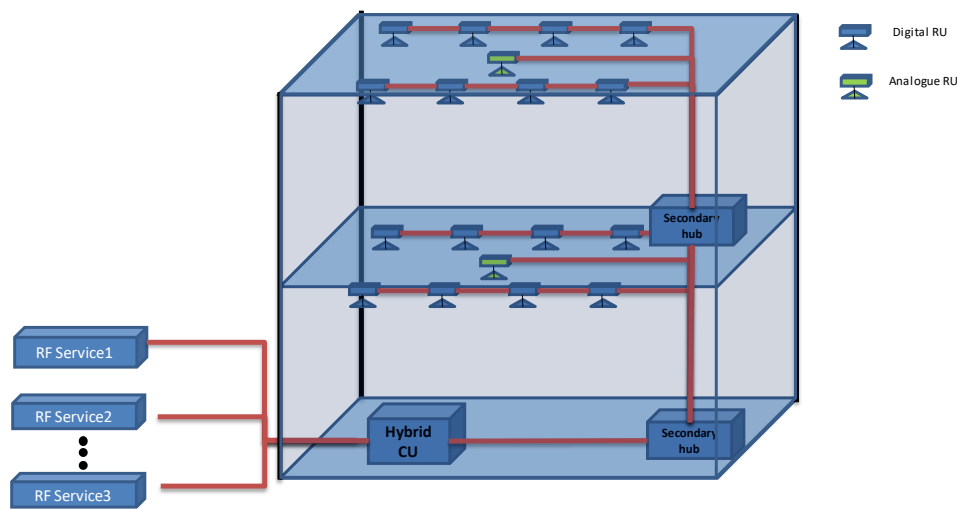 Digital RU
Analogue RU
Secondary
hub
RF Service1
RF Service2
RF Service3
Hybrid
CU
Secondary
hub